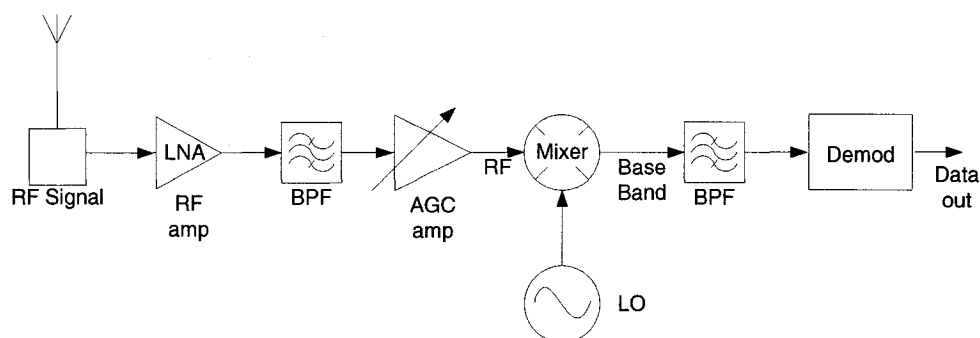 RF Signal
LNA
RF
amp
BPF
AGC
amp
RF
Mixer
Base
Band
BPF
Demod
Data
out
LO